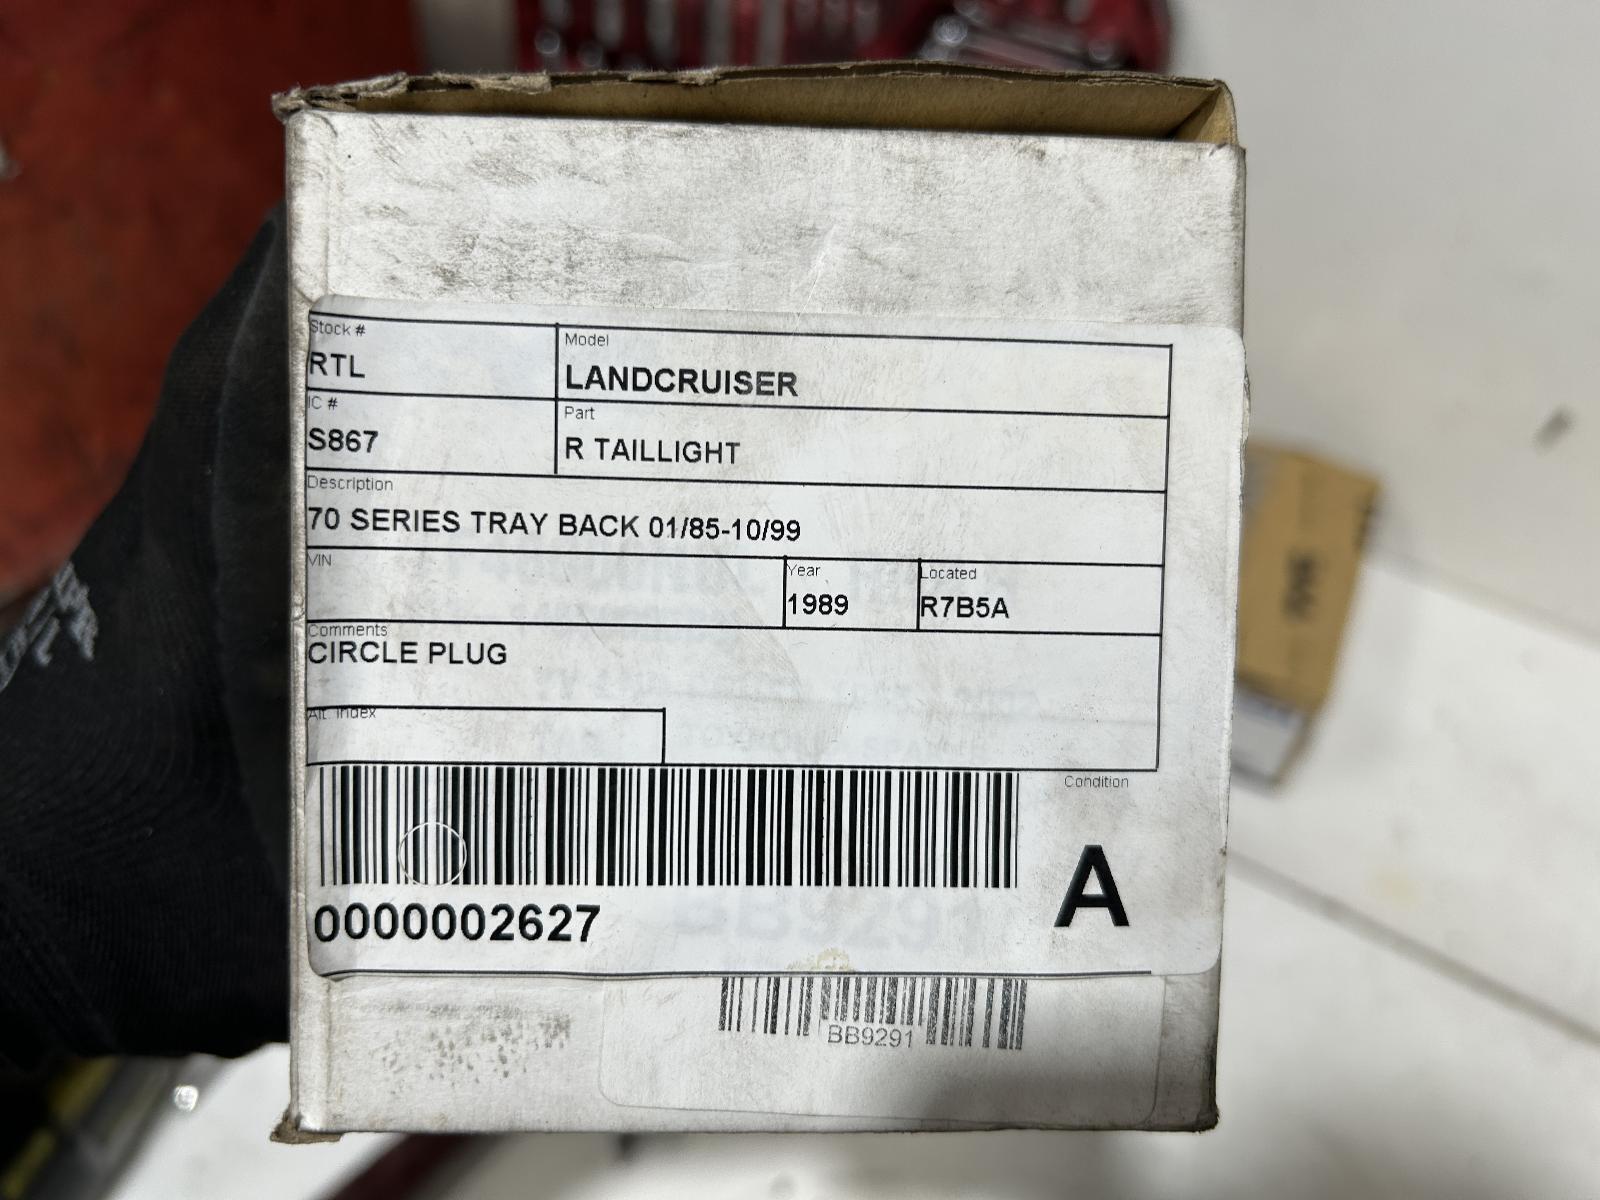 Stock #
RTL
Model
LANDCRUISER
IC #
S867
Part
R TAILLIGHT
Description
70 SERIES TRAY BACK 01/85-10/99
VIN
Year
1989
Located
R7B5A
Comments
CIRCLE PLUG
Alt. Index
Condition
A
0000002627
BB9291